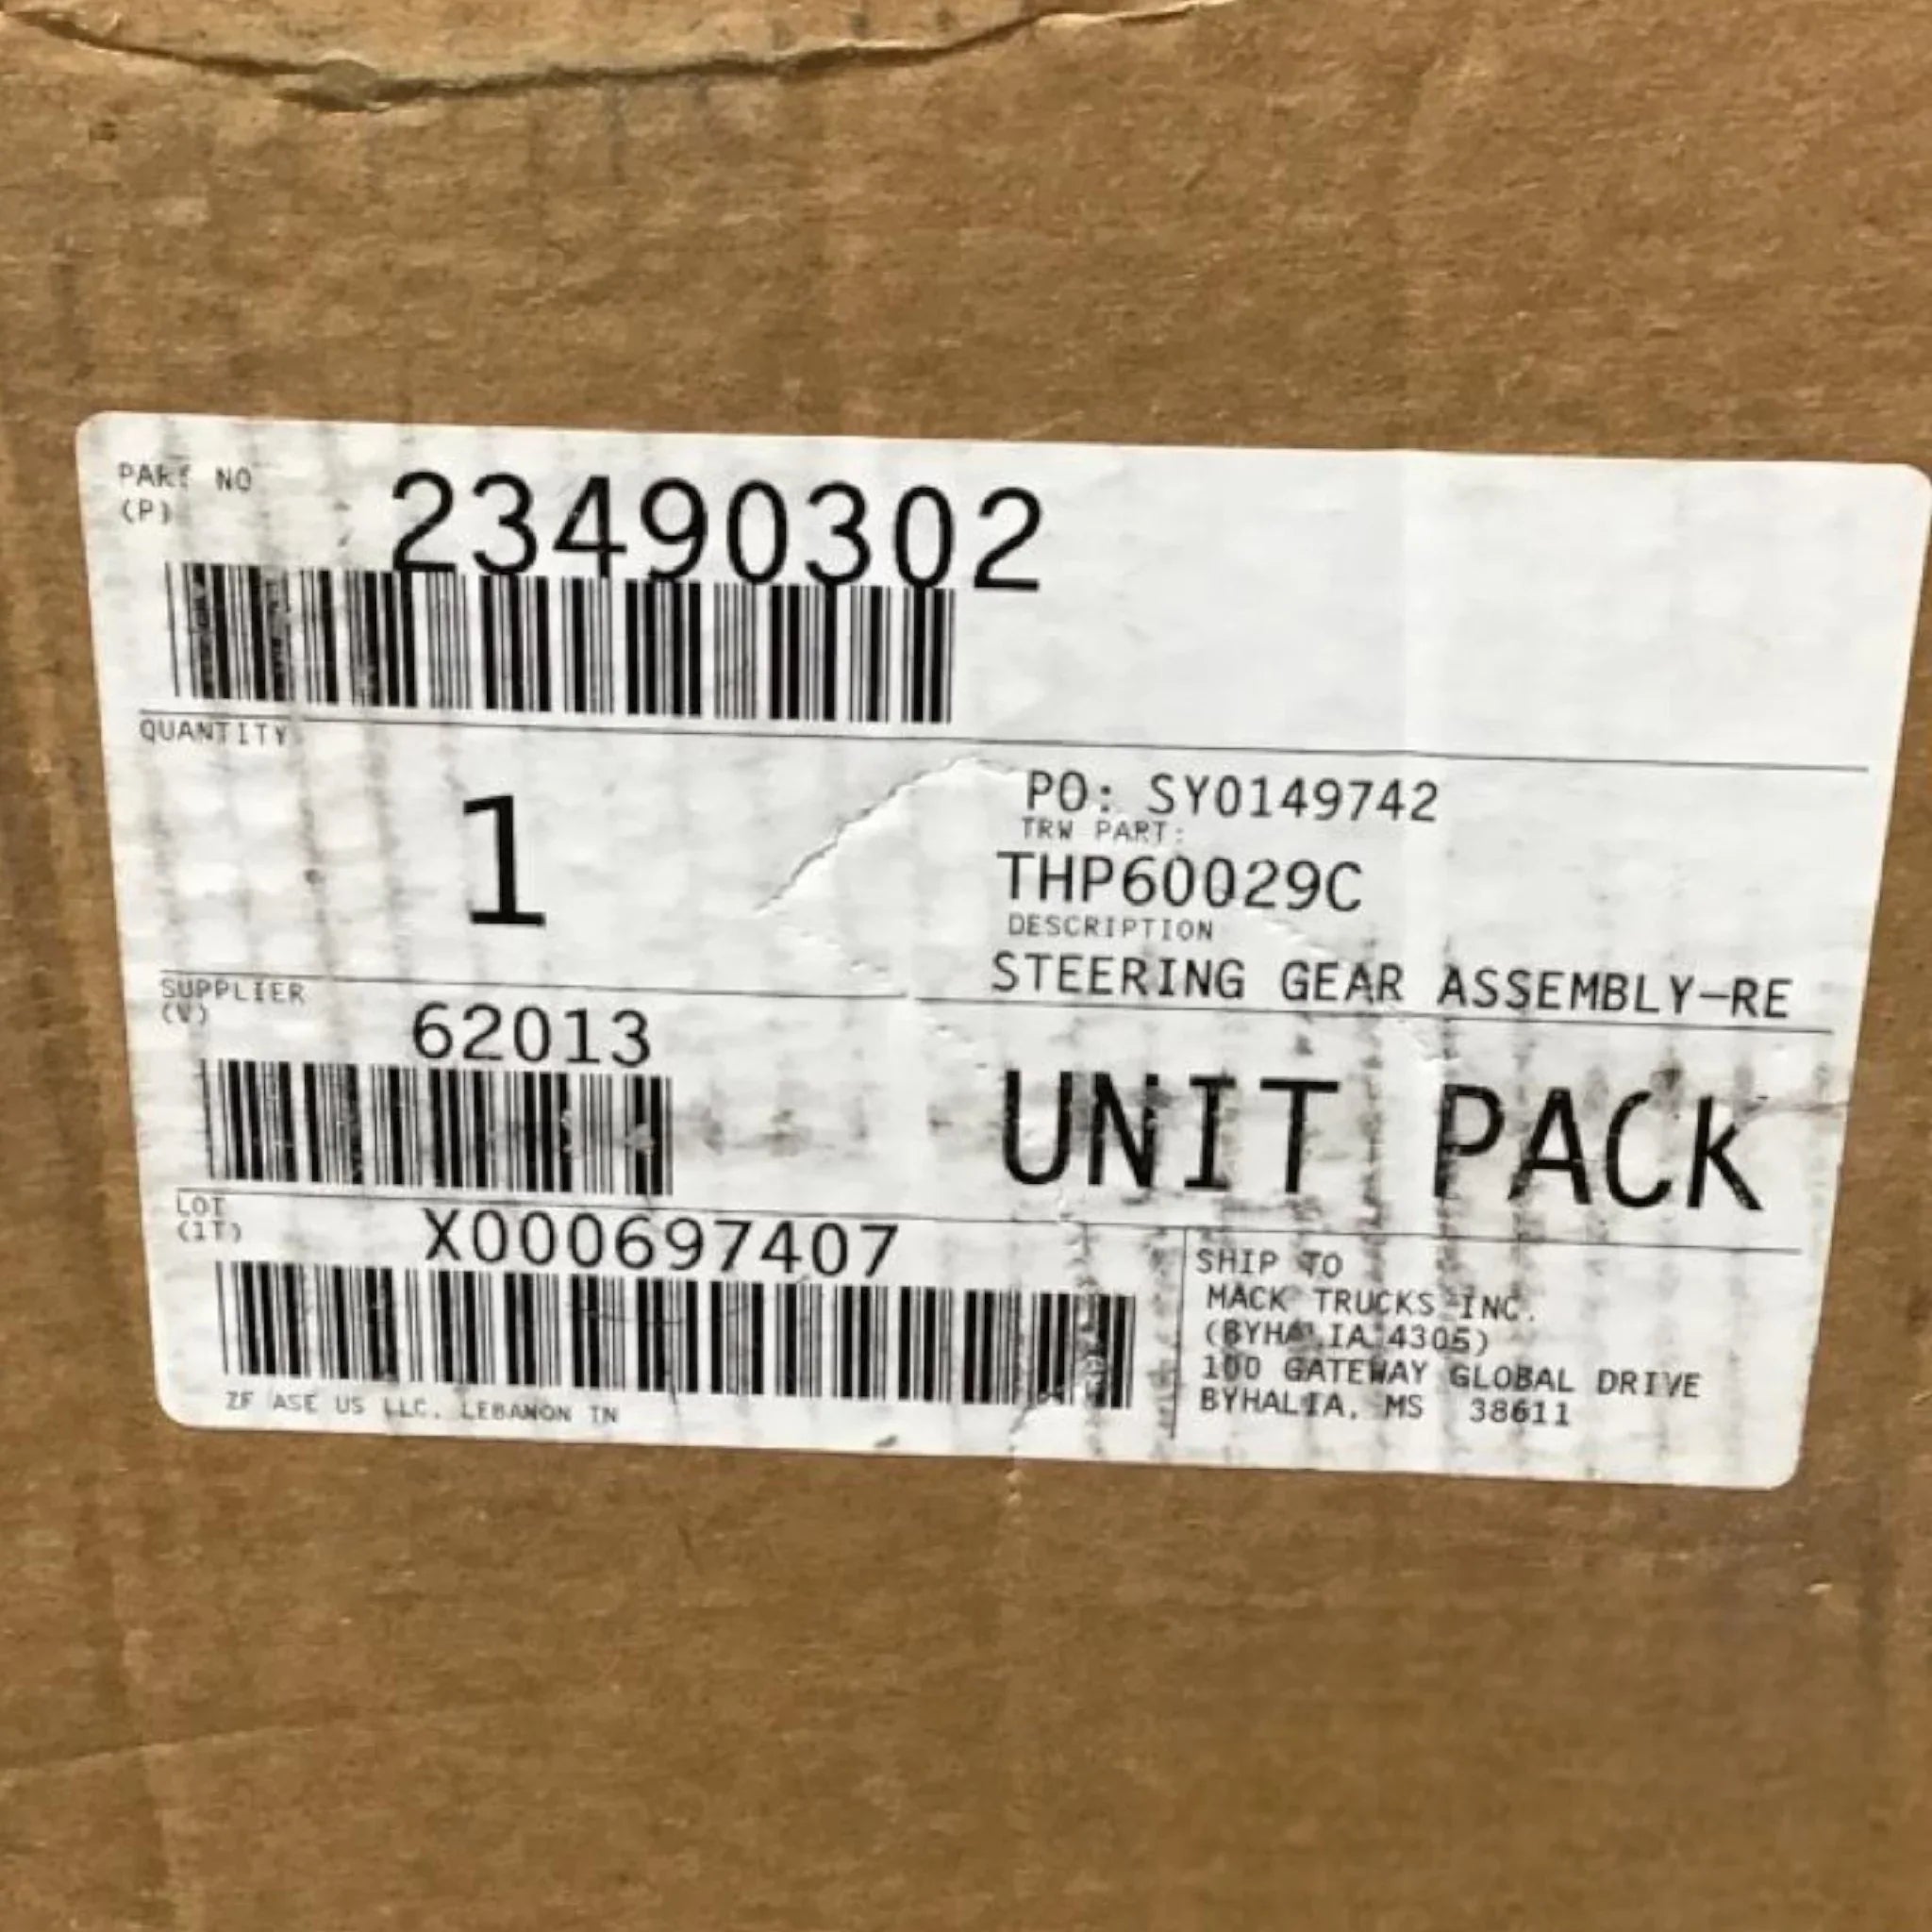 PART NO
(P)
23490302
QUANTITY
1
PO: SY0149742
TRW PART:
THP60029C
DESCRIPTION
STEERING GEAR ASSEMBLY-RE
SUPPLIER
(V)
62013
UNIT PACK
LOT
(1T)
X000697407
SHIP TO
MACK TRUCKS INC.
(BYHALIA 4305)
100 GATEWAY GLOBAL DRIVE
BYHALIA, MS 38611
ZF ASE US LLC. LEBANON TN